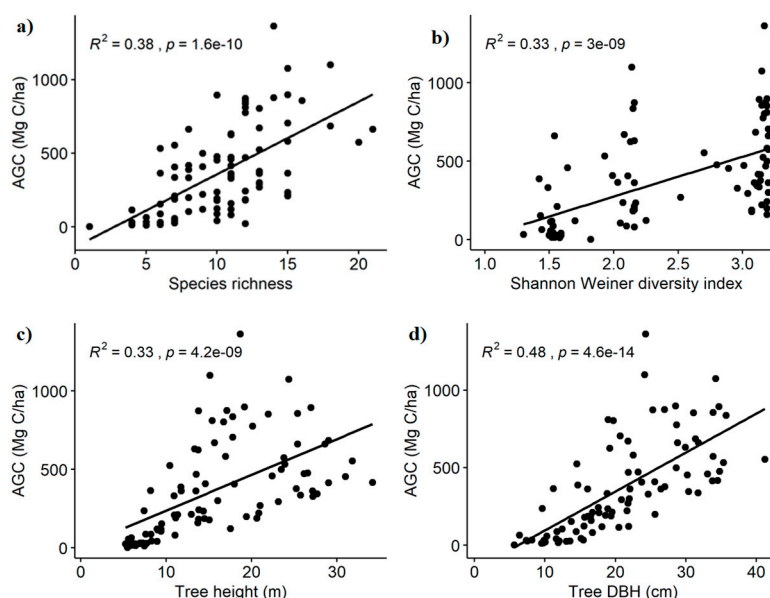 a)
R² = 0.38 , p = 1.6e-10
AGC (Mg C/ha)
1000
500
0
0 5 10 15 20
Species richness
b)
R² = 0.33 , p = 3e-09
AGC (Mg C/ha)
1000
500
0
1.0 1.5 2.0 2.5 3.0
Shannon Weiner diversity index
c)
R² = 0.33 , p = 4.2e-09
AGC (Mg C/ha)
1000
500
0
0 10 20 30
Tree height (m)
d)
R² = 0.48 , p = 4.6e-14
AGC (Mg C/ha)
1000
500
0
0 10 20 30 40
Tree DBH (cm)